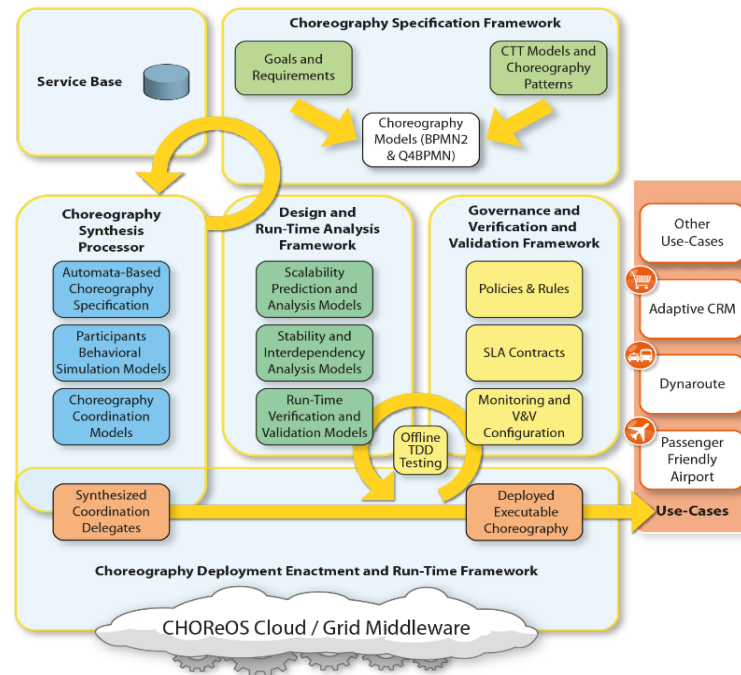 Choreography Specification Framework
Service Base
Goals and
Requirements
CTT Models and
Choreography
Patterns
Choreography
Models (BPMN2
& Q4BPMN)
Choreography
Synthesis
Processor
Automata-Based
Choreography
Specification
Participants
Behavioral
Simulation Models
Choreography
Coordination
Models
Design and
Run-Time Analysis
Framework
Scalability
Prediction and
Analysis Models
Stability and
Interdependency
Analysis Models
Run-Time
Verification and
Validation Models
Governance and
Verification and
Validation Framework
Policies & Rules
SLA Contracts
Monitoring and
V&V
Configuration
Offline
TDD
Testing
Other
Use-Cases
Adaptive CRM
Dynaroute
Passenger
Friendly
Airport
Use-Cases
Synthesized
Coordination
Delegates
Deployed
Executable
Choreography
Choreography Deployment Enactment and Run-Time Framework
CHOReOS Cloud / Grid Middleware